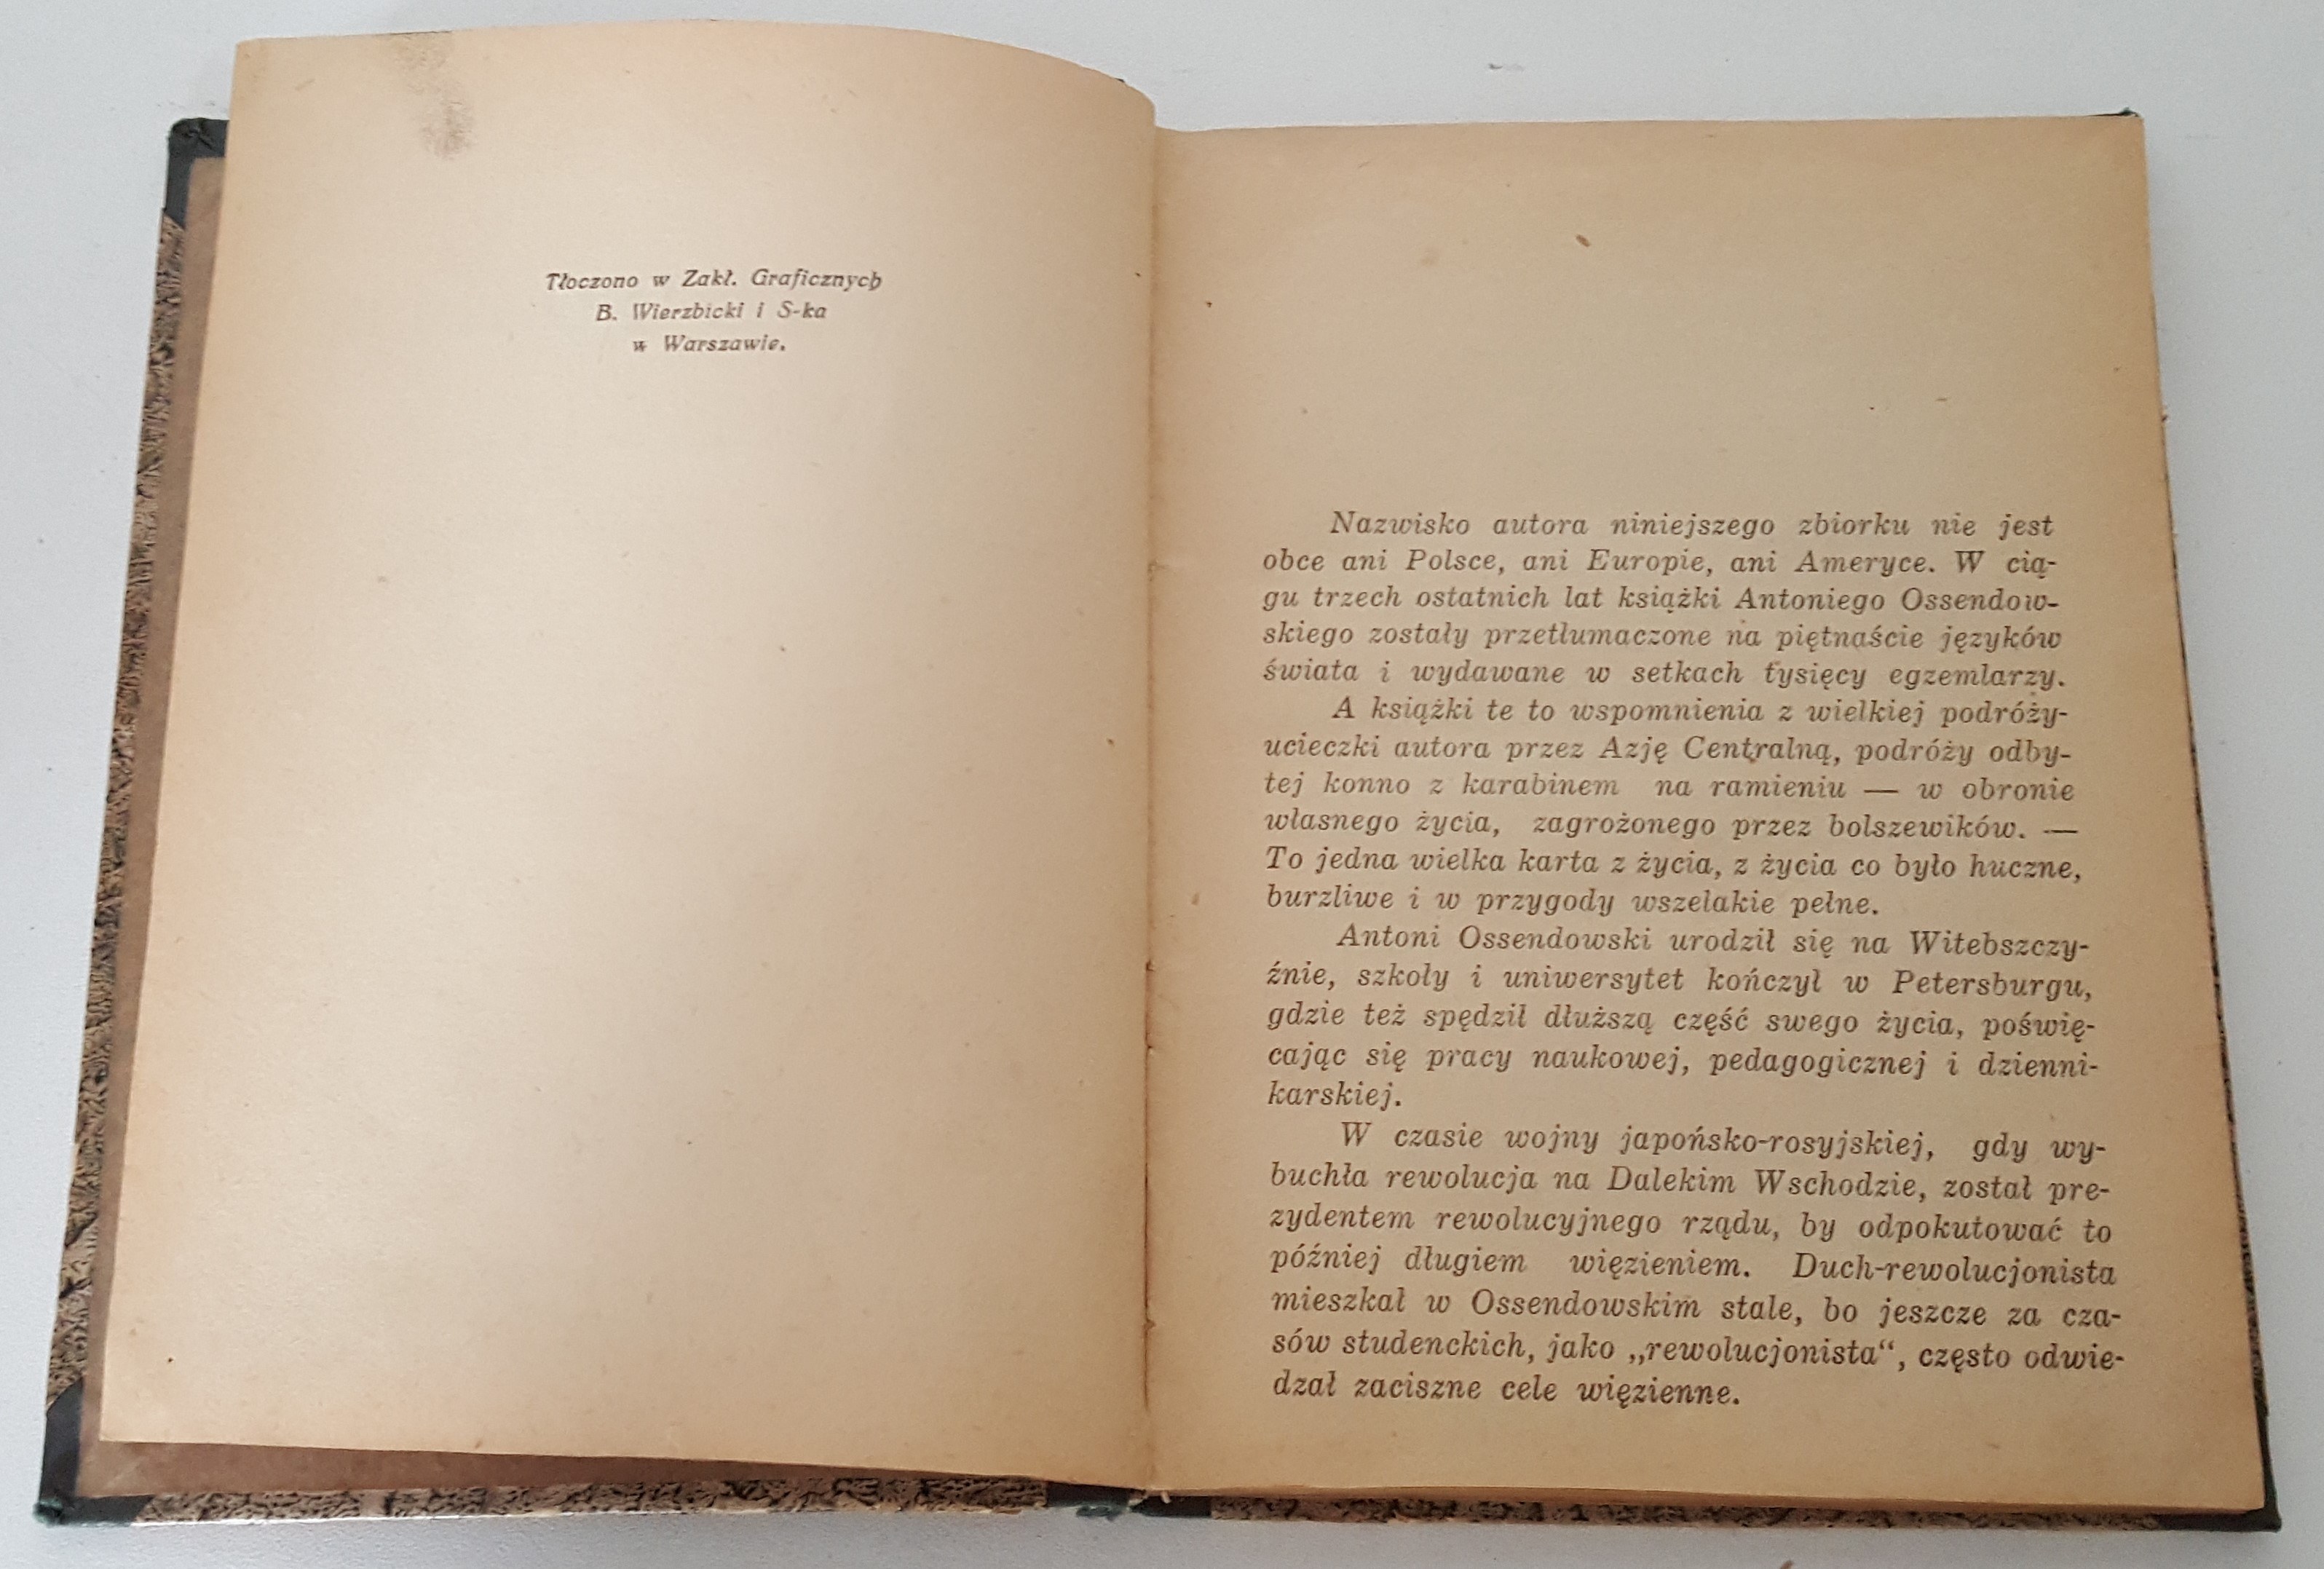 Tłoczono w Zakł. Graficznych
B. Wierzbicki i S-ka
w Warszawie.
Nazwisko autora niniejszego zbiorku nie jest
obce ani Polsce, ani Europie, ani Ameryce. W cią-
gu trzech ostatnich lat książki Antoniego Ossendow-
skiego zostały przetłumaczone na piętnaście języków
świata i wydawane w setkach tysięcy egzemlarzy.
A książki te to wspomnienia z wielkiej podróży-
ucieczki autora przez Azję Centralną, podróży odby-
tej konno z karabinem na ramieniu — w obronie
własnego życia, zagrożonego przez bolszewików. —
To jedna wielka karta z życia, z życia co było huczne,
burzliwe i w przygody wszelakie pełne.
Antoni Ossendowski urodził się na Witebszczy-
źnie, szkoły i uniwersytet kończył w Petersburgu,
gdzie też spędził dłuższą część swego życia, poświę-
cając się pracy naukowej, pedagogicznej i dzienni-
karskiej.
W czasie wojny japońsko-rosyjskiej, gdy wy-
buchła rewolucja na Dalekim Wschodzie, został pre-
zydentem rewolucyjnego rządu, by odpokutować to
później długiem więzieniem. Duch-rewolucjonista
mieszkał w Ossendowskim stale, bo jeszcze za cza-
sów studenckich, jako „rewolucjonista“, często odwie-
dzał zaciszne cele więzienne.